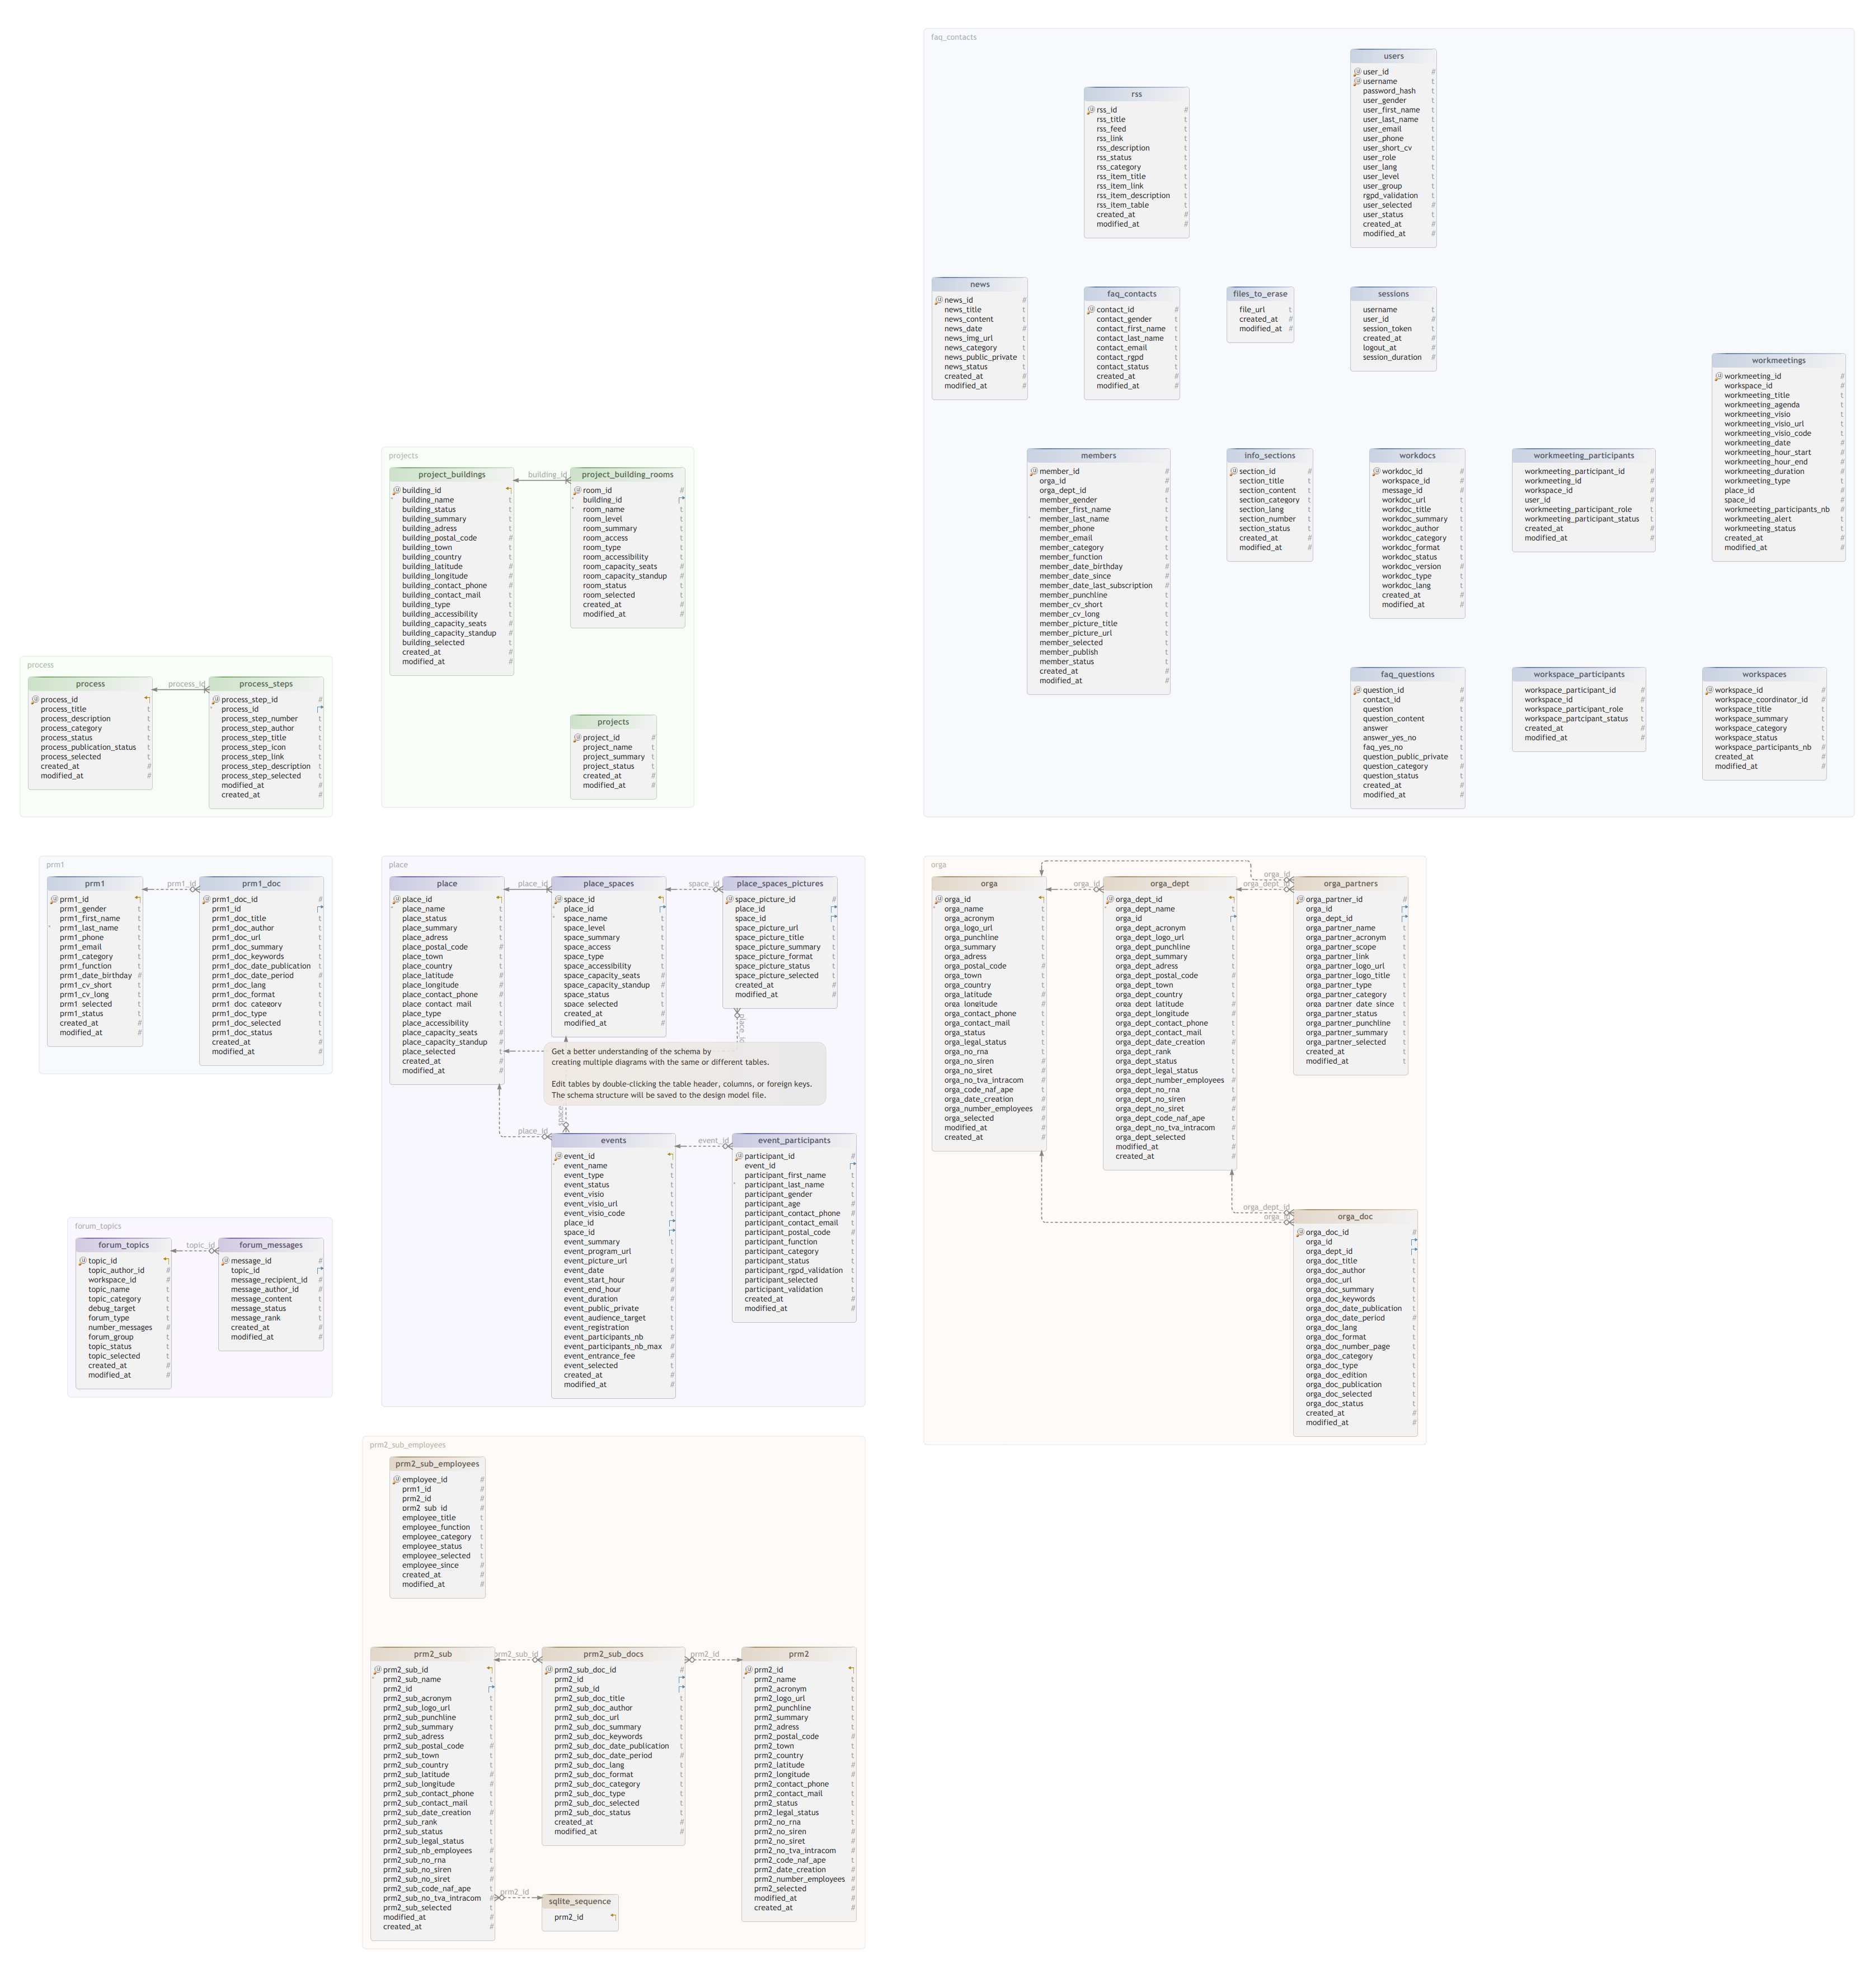 faq_contacts
users
user_id #
username t
password_hash t
user_gender t
user_first_name t
user_last_name t
user_email t
user_phone t
user_short_cv t
user_role t
user_lang t
user_level t
user_group t
rgpd_validation t
user_selected #
user_status t
created_at #
modified_at #
rss
rss_id #
rss_title t
rss_feed t
rss_link t
rss_description t
rss_status t
rss_category t
rss_item_title t
rss_item_link t
rss_item_description t
rss_item_table t
created_at #
modified_at #
news
news_id #
news_title t
news_content t
news_date #
news_img_url t
news_category t
news_public_private t
news_status t
created_at #
modified_at #
faq_contacts
contact_id #
contact_gender t
contact_first_name t
contact_last_name t
contact_email t
contact_rgpd t
contact_status t
created_at #
modified_at #
files_to_erase
file_url t
created_at #
modified_at #
sessions
username t
user_id #
session_token t
created_at #
logout_at #
session_duration #
workmeetings
workmeeting_id #
workspace_id #
workmeeting_title t
workmeeting_agenda t
workmeeting_visio t
workmeeting_visio_url t
workmeeting_visio_code t
workmeeting_date #
workmeeting_hour_start #
workmeeting_hour_end #
workmeeting_duration #
workmeeting_type t
place_id #
space_id #
workmeeting_participants_nb #
workmeeting_alert t
workmeeting_status t
created_at #
modified_at #
members
member_id #
orga_id #
orga_dept_id #
member_gender t
member_first_name t
member_last_name t
member_phone t
member_email t
member_category t
member_function t
member_date_birthday #
member_date_since #
member_date_last_subscription #
member_punchline t
member_cv_short t
member_cv_long t
member_picture_title t
member_picture_url t
member_selected t
member_publish t
member_status t
created_at #
modified_at #
info_sections
section_id #
section_title t
section_content t
section_category t
section_lang t
section_number t
section_status t
created_at #
modified_at #
workdocs
workdoc_id #
workspace_id #
message_id #
workdoc_url t
workdoc_title t
workdoc_summary t
workdoc_author t
workdoc_category t
workdoc_format t
workdoc_status t
workdoc_version #
workdoc_type t
workdoc_lang t
created_at #
modified_at #
workmeeting_participants
workmeeting_participant_id #
workmeeting_id #
workspace_id #
user_id #
workmeeting_participant_role t
workmeeting_participant_status t
created_at #
modified_at #
faq_questions
question_id #
contact_id #
question t
question_content t
answer t
answer_yes_no t
faq_yes_no t
question_public_private t
question_category #
question_status t
created_at #
modified_at #
workspace_participants
workspace_participant_id #
workspace_id #
workspace_participant_role t
workspace_partcipant_status t
created_at #
modified_at #
workspaces
workspace_id #
workspace_coordinator_id #
workspace_title t
workspace_summary t
workspace_category t
workspace_status t
workspace_participants_nb #
created_at #
modified_at #
projects
project_buildings
building_id
building_name t
building_status t
building_summary t
building_adress t
building_postal_code #
building_town t
building_country t
building_latitude #
building_longitude #
building_contact_phone #
building_contact_mail t
building_type t
building_accessibility t
building_capacity_seats #
building_capacity_standup #
building_selected t
created_at #
modified_at #
building_id
project_building_rooms
room_id #
building_id
room_name t
room_level t
room_summary t
room_access t
room_type t
room_accessibility t
room_capacity_seats #
room_capacity_standup #
room_status t
room_selected t
created_at #
modified_at #
projects
project_id #
project_name t
project_summary t
project_status t
created_at #
modified_at #
process
process
process_id
process_title t
process_description t
process_category t
process_status t
process_publication_status t
process_selected t
created_at #
modified_at #
process_id
process_steps
process_step_id #
process_id
process_step_number t
process_step_author t
process_step_title t
process_step_icon t
process_step_link t
process_step_description t
process_step_selected t
modified_at #
created_at #
prm1
prm1
prm1_id
prm1_gender t
prm1_first_name t
prm1_last_name t
prm1_phone t
prm1_email t
prm1_category t
prm1_function t
prm1_date_birthday #
prm1_cv_short t
prm1_cv_long t
prm1_selected t
prm1_status t
created_at #
modified_at #
prm1_id
prm1_doc
prm1_doc_id #
prm1_id
prm1_doc_title t
prm1_doc_author t
prm1_doc_url t
prm1_doc_summary t
prm1_doc_keywords t
prm1_doc_date_publication t
prm1_doc_date_period #
prm1_doc_lang t
prm1_doc_format t
prm1_doc_category t
prm1_doc_type t
prm1_doc_selected t
prm1_doc_status t
created_at #
modified_at #
place
place
place_id
place_name t
place_status t
place_summary t
place_adress t
place_postal_code #
place_town t
place_country t
place_latitude #
place_longitude #
place_contact_phone #
place_contact_mail t
place_type t
place_accessibility t
place_capacity_seats #
place_capacity_standup #
place_selected t
created_at #
modified_at #
place_id
place_spaces
space_id
place_id
space_name t
space_level t
space_summary t
space_access t
space_type t
space_accessibility t
space_capacity_seats #
space_capacity_standup #
space_status t
space_selected t
created_at #
modified_at #
space_id
place_spaces_pictures
space_picture_id #
place_id
space_id
space_picture_url t
space_picture_title t
space_picture_summary t
space_picture_format t
space_picture_status t
space_picture_selected t
created_at #
modified_at #
Get a better understanding of the schema by
creating multiple diagrams with the same or different tables.
Edit tables by double-clicking the table header, columns, or foreign keys.
The schema structure will be saved to the design model file.
place_id
events
event_id
event_name t
event_type t
event_status t
event_visio t
event_visio_url t
event_visio_code t
place_id
space_id
event_summary t
event_program_url t
event_picture_url t
event_date #
event_start_hour #
event_end_hour #
event_duration #
event_public_private t
event_audience_target t
event_registration t
event_participants_nb #
event_participants_nb_max #
event_entrance_fee #
event_selected t
created_at #
modified_at #
event_id
event_participants
participant_id #
event_id
participant_first_name t
participant_last_name t
participant_gender t
participant_age #
participant_contact_phone #
participant_contact_email t
participant_postal_code #
participant_function t
participant_category t
participant_status t
participant_rgpd_validation t
participant_selected t
participant_validation t
created_at #
modified_at #
orga
orga
orga_id
orga_name t
orga_acronym t
orga_logo_url t
orga_punchline t
orga_summary t
orga_adress t
orga_postal_code #
orga_town t
orga_country t
orga_latitude #
orga_longitude #
orga_contact_phone t
orga_contact_mail t
orga_status t
orga_legal_status t
orga_no_rna t
orga_no_siren #
orga_no_siret #
orga_no_tva_intracom #
orga_code_naf_ape t
orga_date_creation #
orga_number_employees #
orga_selected t
modified_at #
created_at #
orga_id
orga_dept
orga_dept_id
orga_dept_name t
orga_id
orga_dept_acronym t
orga_dept_logo_url t
orga_dept_punchline t
orga_dept_summary t
orga_dept_adress t
orga_dept_postal_code #
orga_dept_town t
orga_dept_country t
orga_dept_latitude #
orga_dept_longitude #
orga_dept_contact_phone t
orga_dept_contact_mail t
orga_dept_date_creation #
orga_dept_rank t
orga_dept_status t
orga_dept_legal_status t
orga_dept_number_employees #
orga_dept_no_rna t
orga_dept_no_siren #
orga_dept_no_siret #
orga_dept_code_naf_ape t
orga_dept_no_tva_intracom #
orga_dept_selected t
modified_at #
created_at #
orga_id
orga_dept_id
orga_partners
orga_partner_id #
orga_id
orga_dept_id
orga_partner_name t
orga_partner_acronym t
orga_partner_scope t
orga_partner_link t
orga_partner_logo_url t
orga_partner_logo_title t
orga_partner_type t
orga_partner_category t
orga_partner_date_since t
orga_partner_status t
orga_partner_punchline t
orga_partner_summary t
orga_partner_selected t
created_at t
modified_at t
orga_dept_id
orga_doc
orga_doc_id #
orga_id
orga_dept_id
orga_doc_title t
orga_doc_author t
orga_doc_url t
orga_doc_summary t
orga_doc_keywords t
orga_doc_date_publication t
orga_doc_date_period #
orga_doc_lang t
orga_doc_format t
orga_doc_number_page t
orga_doc_category t
orga_doc_type t
orga_doc_edition t
orga_doc_publication t
orga_doc_selected t
orga_doc_status t
created_at #
modified_at #
forum_topics
forum_topics
topic_id
topic_author_id #
workspace_id #
topic_name t
topic_category t
debug_target t
forum_type t
number_messages #
forum_group t
topic_status t
topic_selected t
created_at #
modified_at #
topic_id
forum_messages
message_id #
topic_id
message_recipient_id #
message_author_id #
message_content t
message_status t
message_rank t
created_at #
modified_at #
prm2_sub_employees
prm2_sub_employees
employee_id #
prm1_id #
prm2_id #
prm2_sub_id #
employee_title t
employee_function t
employee_category t
employee_status t
employee_selected t
employee_since #
created_at #
modified_at #
prm2_sub
prm2_sub_id
prm2_sub_name t
prm2_id
prm2_sub_acronym t
prm2_sub_logo_url t
prm2_sub_punchline t
prm2_sub_summary t
prm2_sub_adress t
prm2_sub_postal_code #
prm2_sub_town t
prm2_sub_country t
prm2_sub_latitude #
prm2_sub_longitude #
prm2_sub_contact_phone t
prm2_sub_contact_mail t
prm2_sub_date_creation #
prm2_sub_rank t
prm2_sub_status t
prm2_sub_legal_status t
prm2_sub_nb_employees #
prm2_sub_no_rna t
prm2_sub_no_siren #
prm2_sub_no_siret #
prm2_sub_code_naf_ape t
prm2_sub_no_tva_intracom #
prm2_sub_selected t
modified_at #
created_at #
prm2_sub_id
prm2_sub_docs
prm2_sub_doc_id #
prm2_id
prm2_sub_id
prm2_sub_doc_title t
prm2_sub_doc_author t
prm2_sub_doc_url t
prm2_sub_doc_summary t
prm2_sub_doc_keywords t
prm2_sub_doc_date_publication t
prm2_sub_doc_date_period #
prm2_sub_doc_lang t
prm2_sub_doc_format t
prm2_sub_doc_category t
prm2_sub_doc_type t
prm2_sub_doc_selected t
prm2_sub_doc_status t
created_at #
modified_at #
prm2_id
prm2
prm2_id
prm2_name t
prm2_acronym t
prm2_logo_url t
prm2_punchline t
prm2_summary t
prm2_adress t
prm2_postal_code #
prm2_town t
prm2_country t
prm2_latitude #
prm2_longitude #
prm2_contact_phone t
prm2_contact_mail t
prm2_status t
prm2_legal_status t
prm2_no_rna t
prm2_no_siren #
prm2_no_siret #
prm2_no_tva_intracom #
prm2_code_naf_ape t
prm2_date_creation #
prm2_number_employees #
prm2_selected t
modified_at #
created_at #
prm2_id
sqlite_sequence
prm2_id